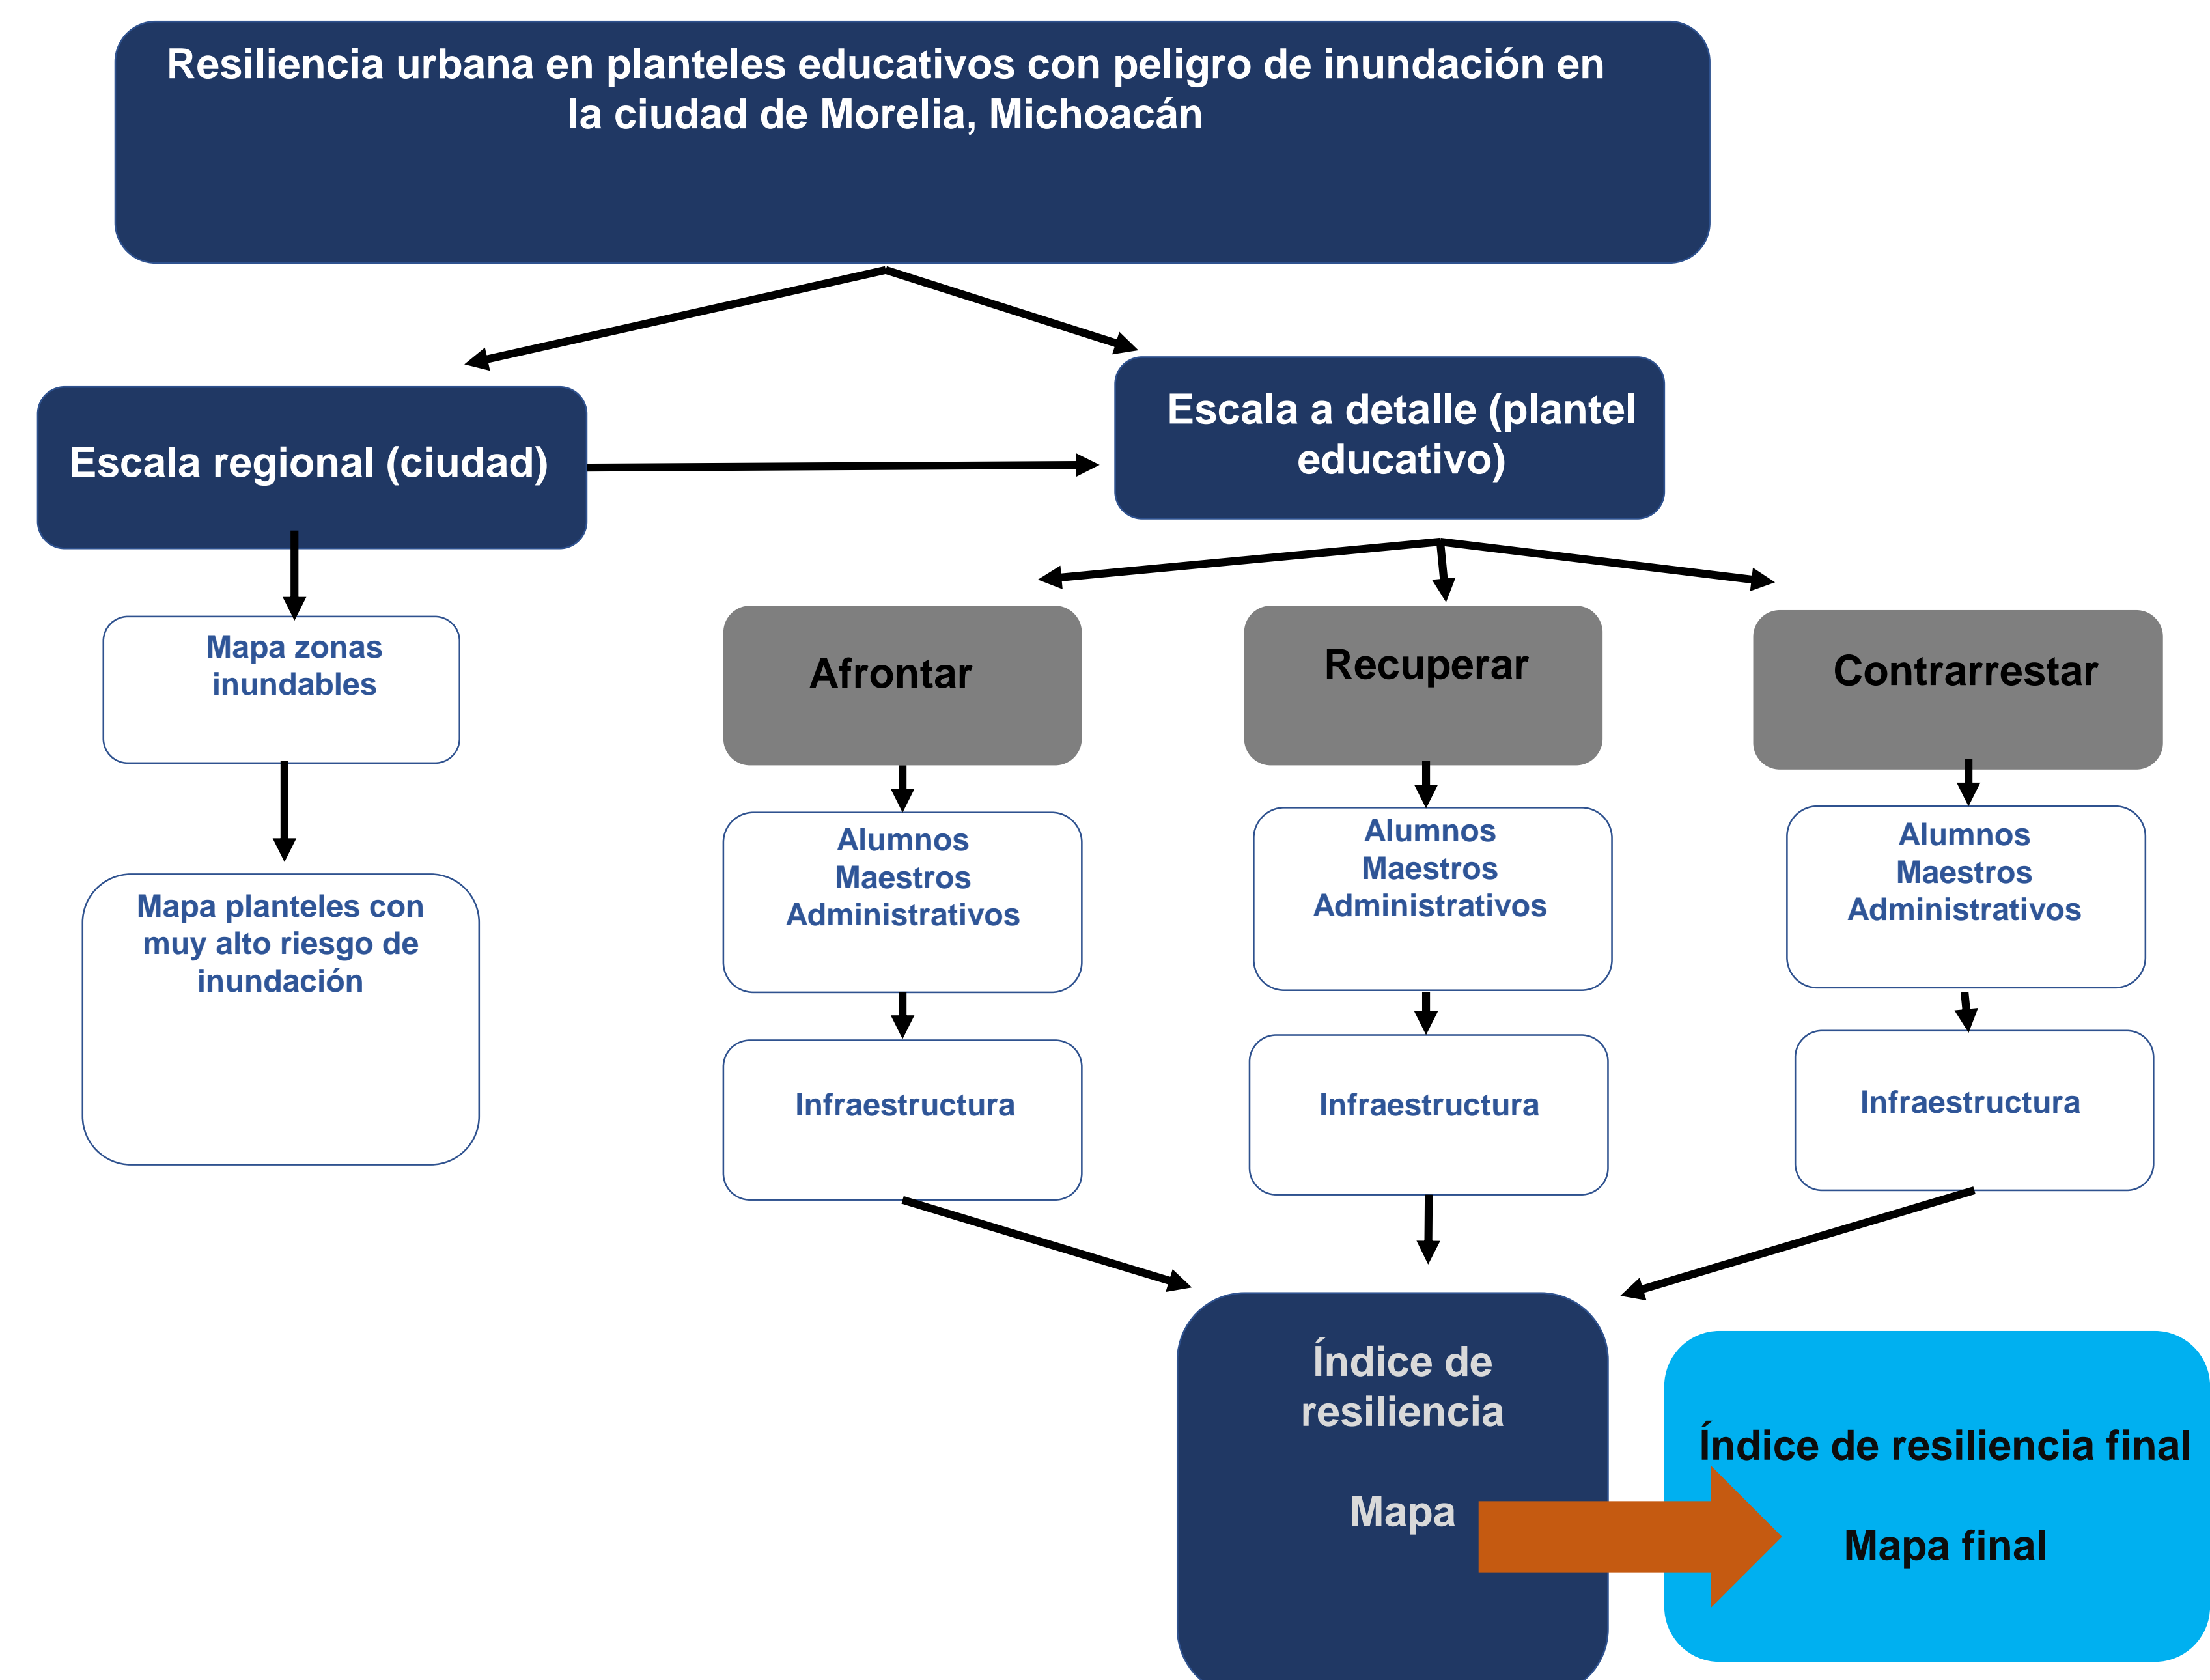 Resiliencia urbana en planteles educativos con peligro de inundación en
la ciudad de Morelia, Michoacán
Escala regional (ciudad)
Escala a detalle (plantel
educativo)
Mapa zonas
inundables
Mapa planteles con
muy alto riesgo de
inundación
Afrontar
Recuperar
Contrarrestar
Alumnos
Maestros
Administrativos
Alumnos
Maestros
Administrativos
Alumnos
Maestros
Administrativos
Infraestructura
Infraestructura
Infraestructura
Índice de
resiliencia
Mapa
Índice de resiliencia final
Mapa final